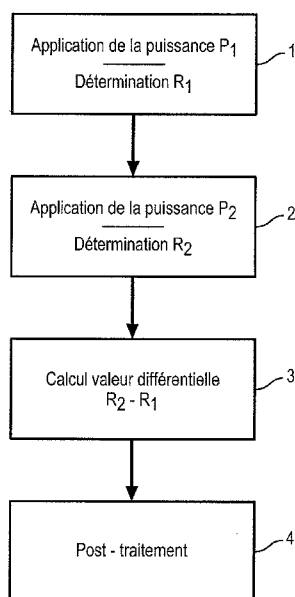 Application de la puissance P₁
Détermination R₁
1
Application de la puissance P₂
Détermination R₂
2
Calcul valeur différentielle
R₂ - R₁
3
Post - traitement
4